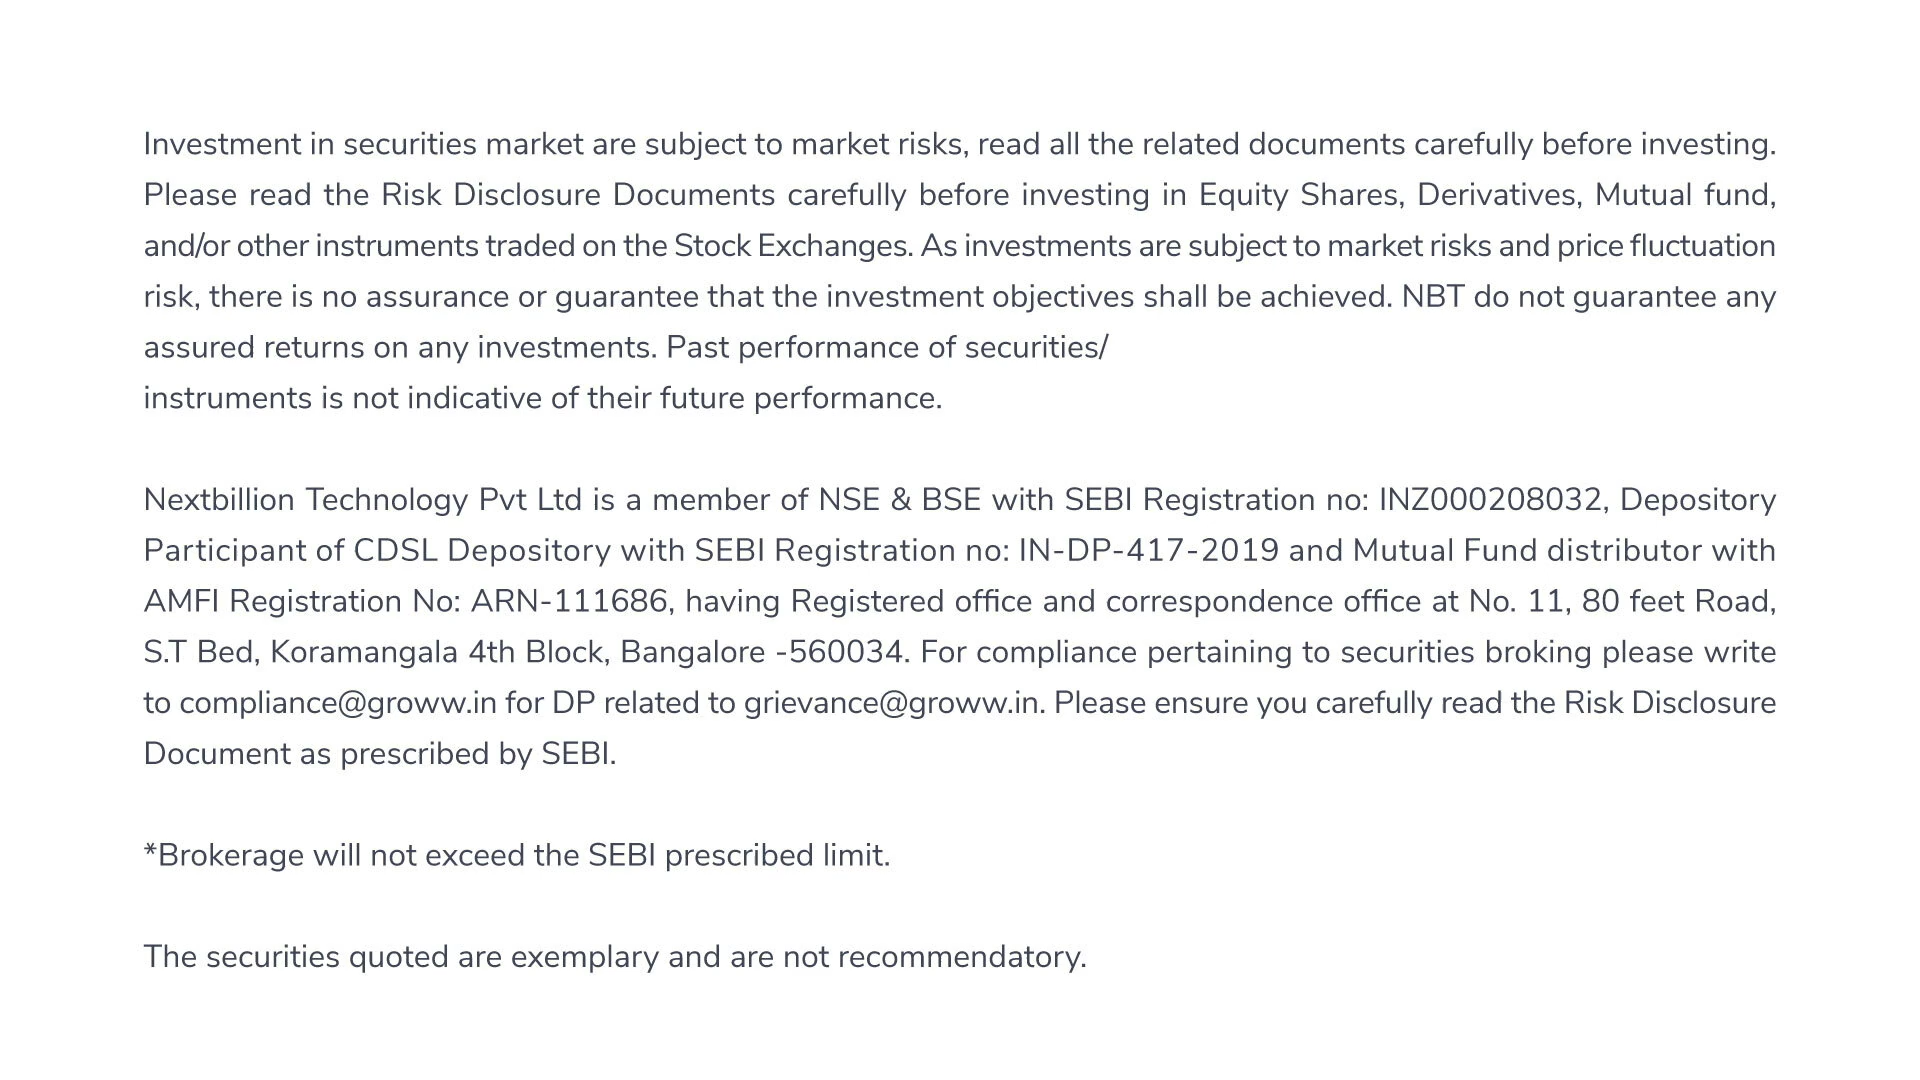 Investment in securities market are subject to market risks, read all the related documents carefully before investing.
Please read the Risk Disclosure Documents carefully before investing in Equity Shares, Derivatives, Mutual fund,
and/or other instruments traded on the Stock Exchanges. As investments are subject to market risks and price fluctuation
risk, there is no assurance or guarantee that the investment objectives shall be achieved. NBT do not guarantee any
assured returns on any investments. Past performance of securities/
instruments is not indicative of their future performance.
Nextbillion Technology Pvt Ltd is a member of NSE & BSE with SEBI Registration no: INZ000208032, Depository
Participant of CDSL Depository with SEBI Registration no: IN-DP-417-2019 and Mutual Fund distributor with
AMFI Registration No: ARN-111686, having Registered office and correspondence office at No. 11, 80 feet Road,
S.T Bed, Koramangala 4th Block, Bangalore -560034. For compliance pertaining to securities broking please write
to compliance@groww.in for DP related to grievance@groww.in. Please ensure you carefully read the Risk Disclosure
Document as prescribed by SEBI.
*Brokerage will not exceed the SEBI prescribed limit.
The securities quoted are exemplary and are not recommendatory.